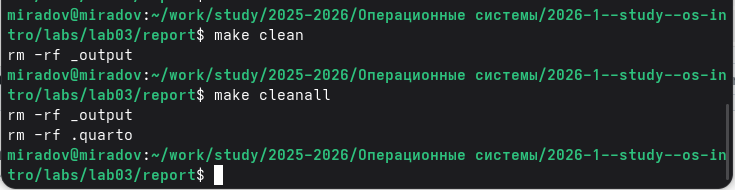 miradov@miradov:~/work/study/2025-2026/Операционные системы/2026-1--study--os-in
tro/labs/lab03/report$ make clean
rm -rf _output
miradov@miradov:~/work/study/2025-2026/Операционные системы/2026-1--study--os-in
tro/labs/lab03/report$ make cleanall
rm -rf _output
rm -rf .quarto
miradov@miradov:~/work/study/2025-2026/Операционные системы/2026-1--study--os-in
tro/labs/lab03/report$